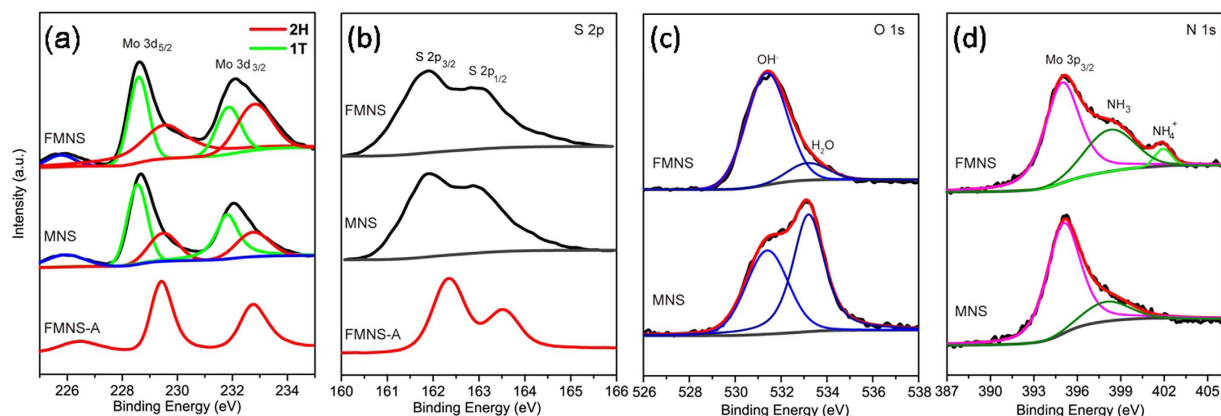 Intensity (a.u.)
(a)
2H
1T
Mo 3d5/2
Mo 3d3/2
FMNS
MNS
FMNS-A
226 228 230 232 234
Binding Energy (eV)
(b)
S 2p
S 2p3/2
S 2p1/2
FMNS
MNS
FMNS-A
160 161 162 163 164 165 166
Binding Energy (eV)
(c)
O 1s
OH-
H2O
FMNS
MNS
526 528 530 532 534 536 538
Binding Energy (eV)
(d)
N 1s
Mo 3p3/2
NH3
NH4+
FMNS
MNS
387 390 393 396 399 402 405
Binding Energy (eV)